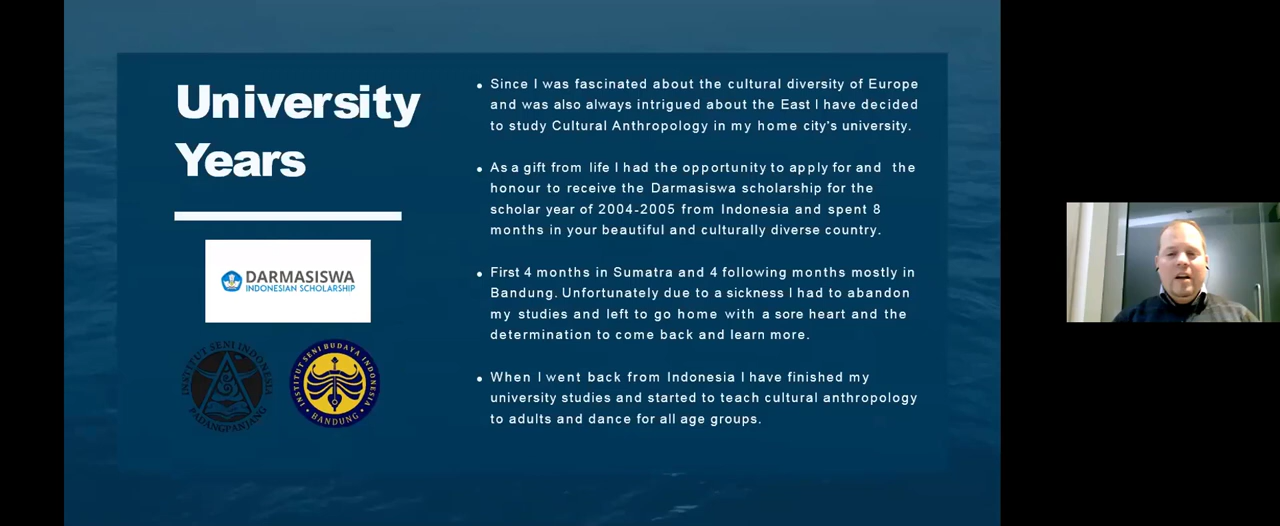 University
Years
DARMASISWA
INDONESIAN SCHOLARSHIP
INSTITUT SENI INDONESIA
PADANGPANJANG
INSTITUT SENI BUDAYA INDONESIA
BANDUNG
Since I was fascinated about the cultural diversity of Europe
and was also always intrigued about the East I have decided
to study Cultural Anthropology in my home city's university.
As a gift from life I had the opportunity to apply for and the
honour to receive the Darmasiswa scholarship for the
scholar year of 2004-2005 from Indonesia and spent 8
months in your beautiful and culturally diverse country.
First 4 months in Sumatra and 4 following months mostly in
Bandung. Unfortunately due to a sickness I had to abandon
my studies and left to go home with a sore heart and the
determination to come back and learn more.
When I went back from Indonesia I have finished my
university studies and started to teach cultural anthropology
to adults and dance for all age groups.